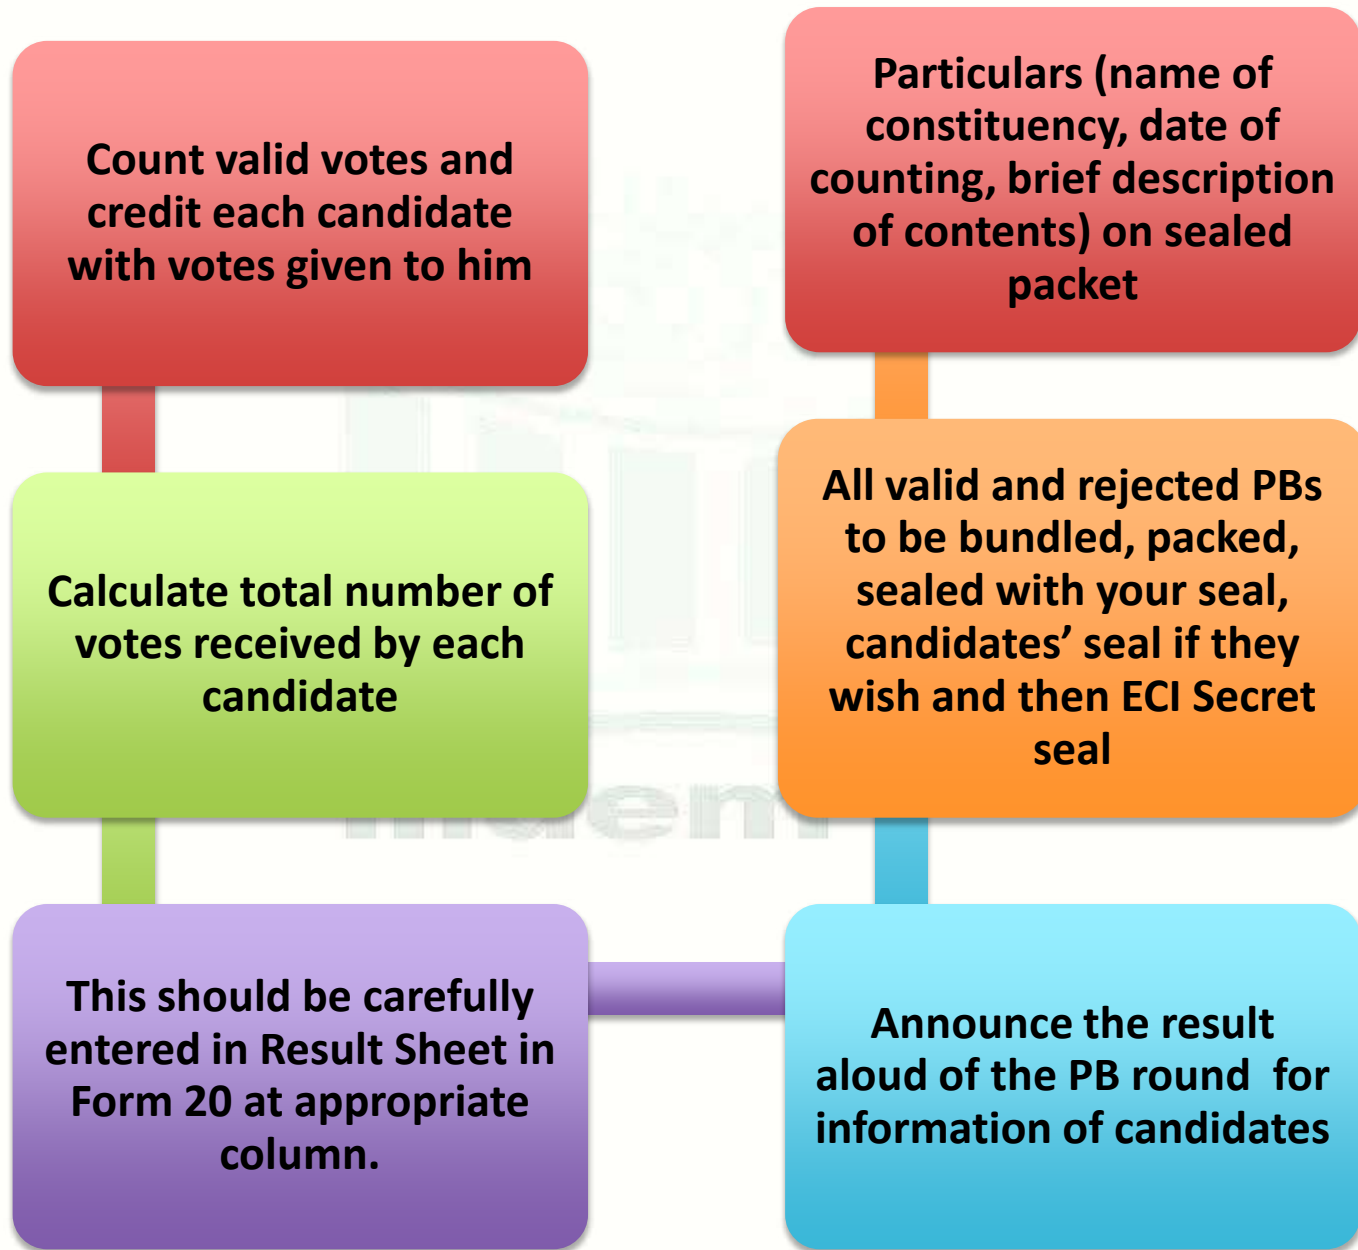 Count valid votes and
credit each candidate
with votes given to him
Calculate total number of
votes received by each
candidate
This should be carefully
entered in Result Sheet in
Form 20 at appropriate
column.
Announce the result
aloud of the PB round  for
information of candidates
All valid and rejected PBs
to be bundled, packed,
sealed with your seal,
candidates’ seal if they
wish and then ECI Secret
seal
Particulars (name of
constituency, date of
counting, brief description
of contents) on sealed
packet